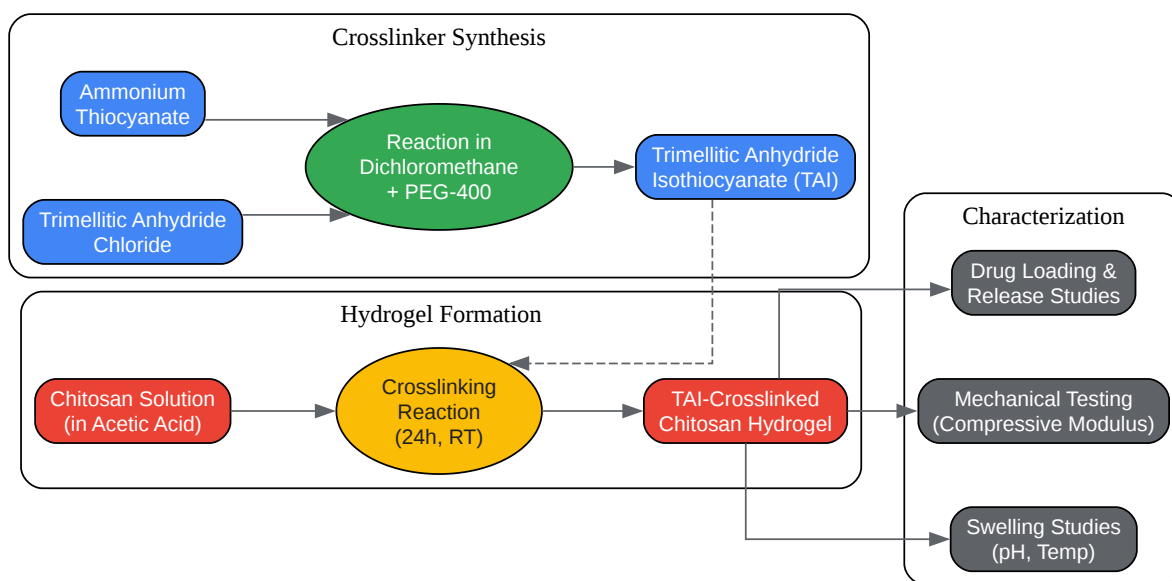 Crosslinker Synthesis
Ammonium
Thiocyanate
Trimellitic Anhydride
Chloride
Reaction in
Dichloromethane
+ PEG-400
Trimellitic Anhydride
Isothiocyanate (TAI)
Hydrogel Formation
Chitosan Solution
(in Acetic Acid)
Crosslinking
Reaction
(24h, RT)
TAI-Crosslinked
Chitosan Hydrogel
Characterization
Drug Loading &
Release Studies
Mechanical Testing
(Compressive Modulus)
Swelling Studies
(pH, Temp)